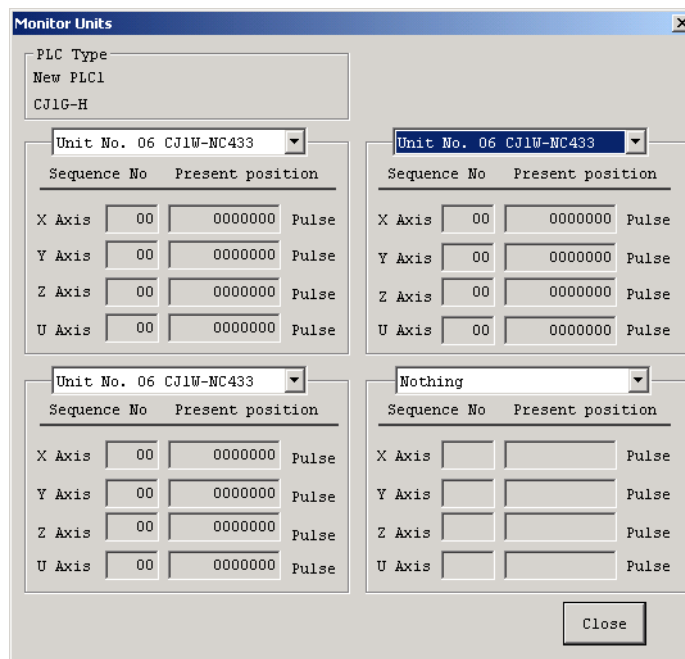 Monitor Units
PLC Type
New PLC1
CJ1G-H
Unit No. 06 CJ1W-NC433
Sequence No Present position
X Axis 00 0000000 Pulse
Y Axis 00 0000000 Pulse
Z Axis 00 0000000 Pulse
U Axis 00 0000000 Pulse
Unit No. 06 CJ1W-NC433
Sequence No Present position
X Axis 00 0000000 Pulse
Y Axis 00 0000000 Pulse
Z Axis 00 0000000 Pulse
U Axis 00 0000000 Pulse
Unit No. 06 CJ1W-NC433
Sequence No Present position
X Axis 00 0000000 Pulse
Y Axis 00 0000000 Pulse
Z Axis 00 0000000 Pulse
U Axis 00 0000000 Pulse
Nothing
Sequence No Present position
X Axis Pulse
Y Axis Pulse
Z Axis Pulse
U Axis Pulse
Close